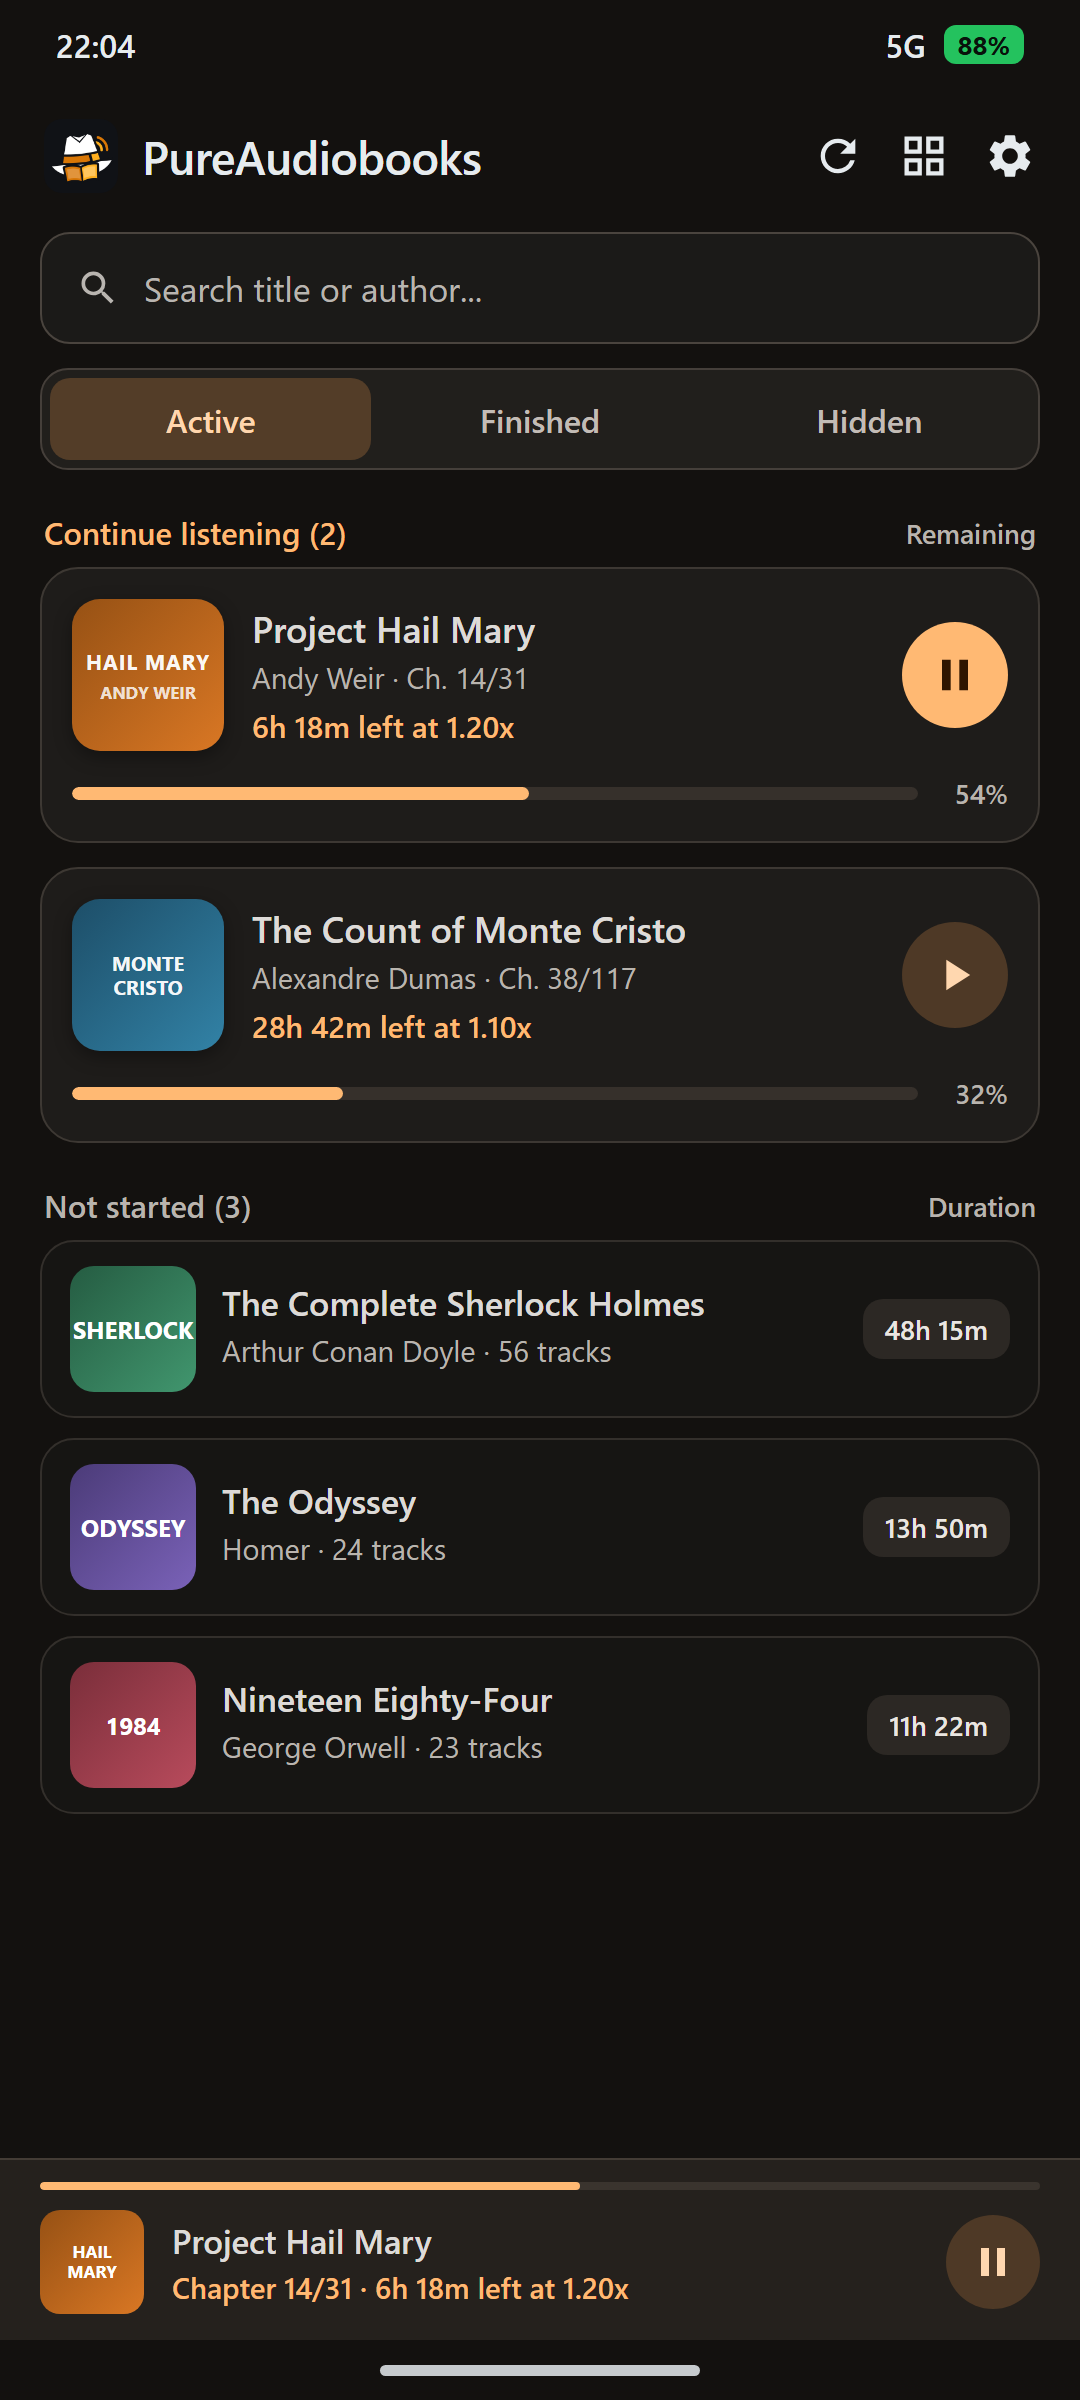 22:04
5G
88%
PureAudiobooks
Search title or author...
Active
Finished
Hidden
Continue listening (2)
Remaining
HAIL MARY
ANDY WEIR
Project Hail Mary
Andy Weir · Ch. 14/31
6h 18m left at 1.20x
54%
MONTE
CRISTO
The Count of Monte Cristo
Alexandre Dumas · Ch. 38/117
28h 42m left at 1.10x
32%
Not started (3)
Duration
SHERLOCK
The Complete Sherlock Holmes
Arthur Conan Doyle · 56 tracks
48h 15m
ODYSSEY
The Odyssey
Homer · 24 tracks
13h 50m
1984
Nineteen Eighty-Four
George Orwell · 23 tracks
11h 22m
HAIL
MARY
Project Hail Mary
Chapter 14/31 · 6h 18m left at 1.20x